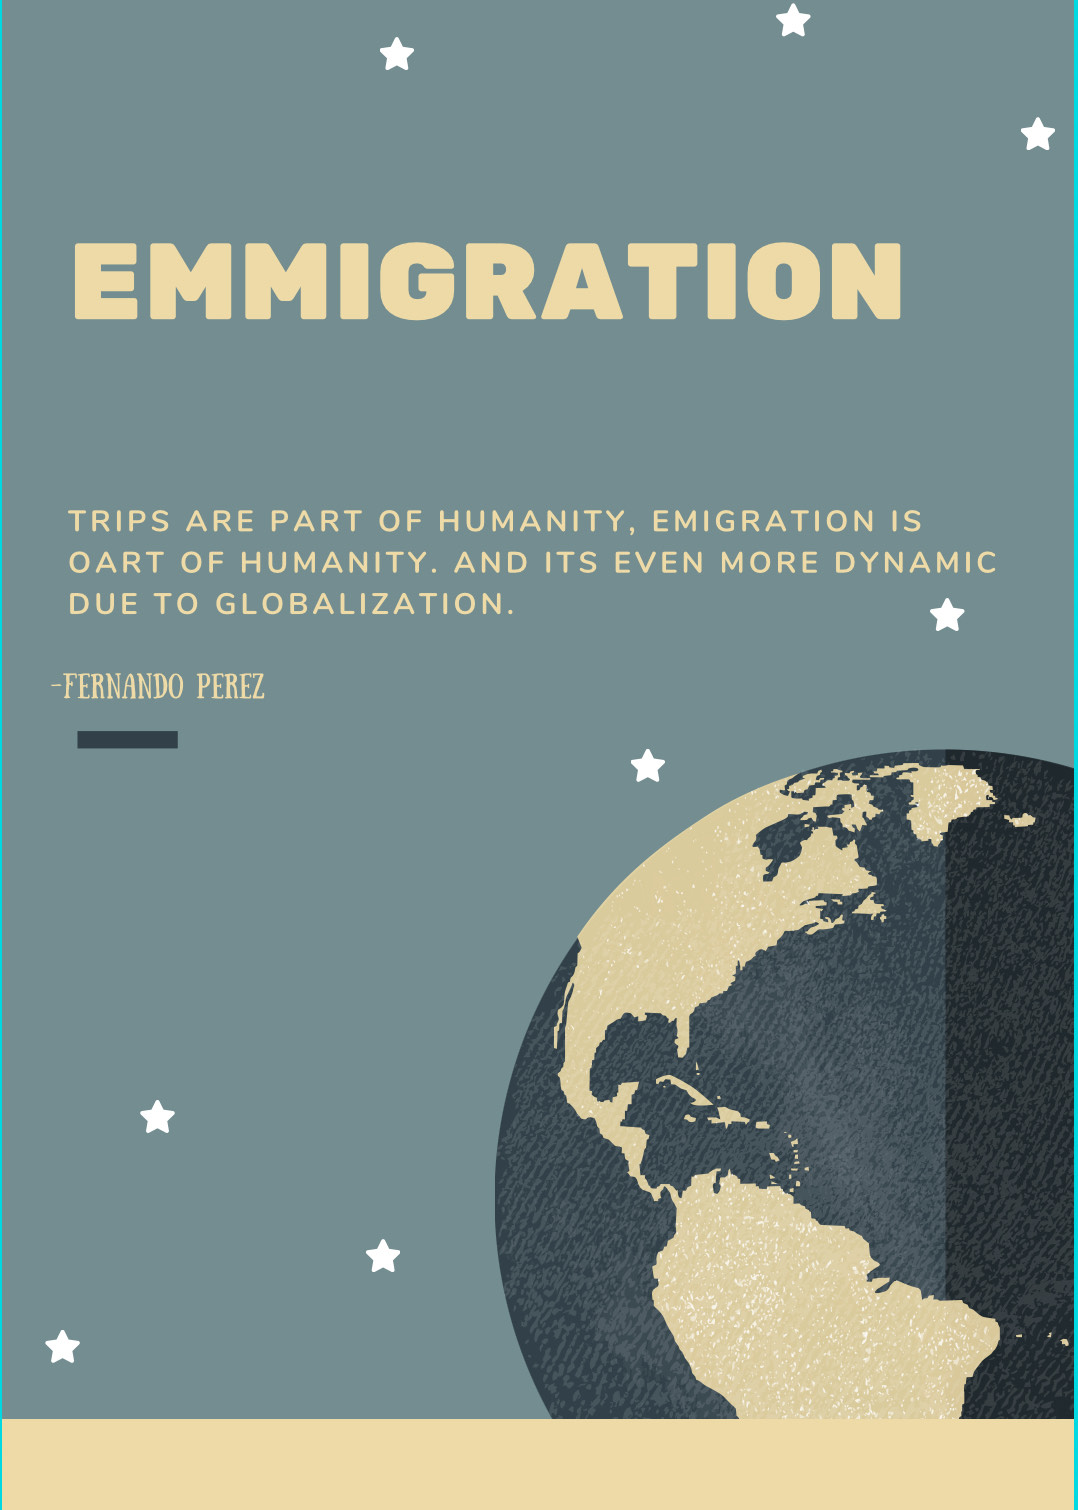 EMMIGRATION
TRIPS ARE PART OF HUMANITY, EMIGRATION IS
OART OF HUMANITY. AND ITS EVEN MORE DYNAMIC
DUE TO GLOBALIZATION.
-FERNANDO PEREZ